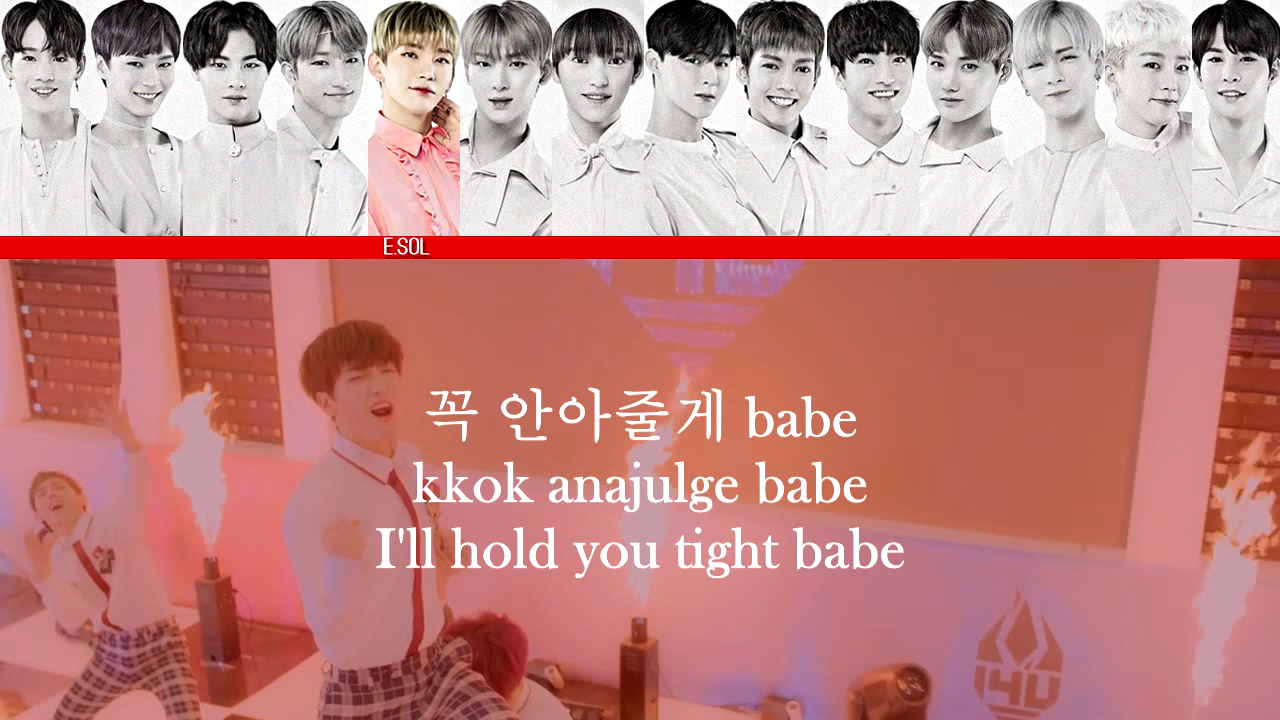 E.SOL
꼭 안아줄게 babe
kkok anajulge babe
I'll hold you tight babe
14U